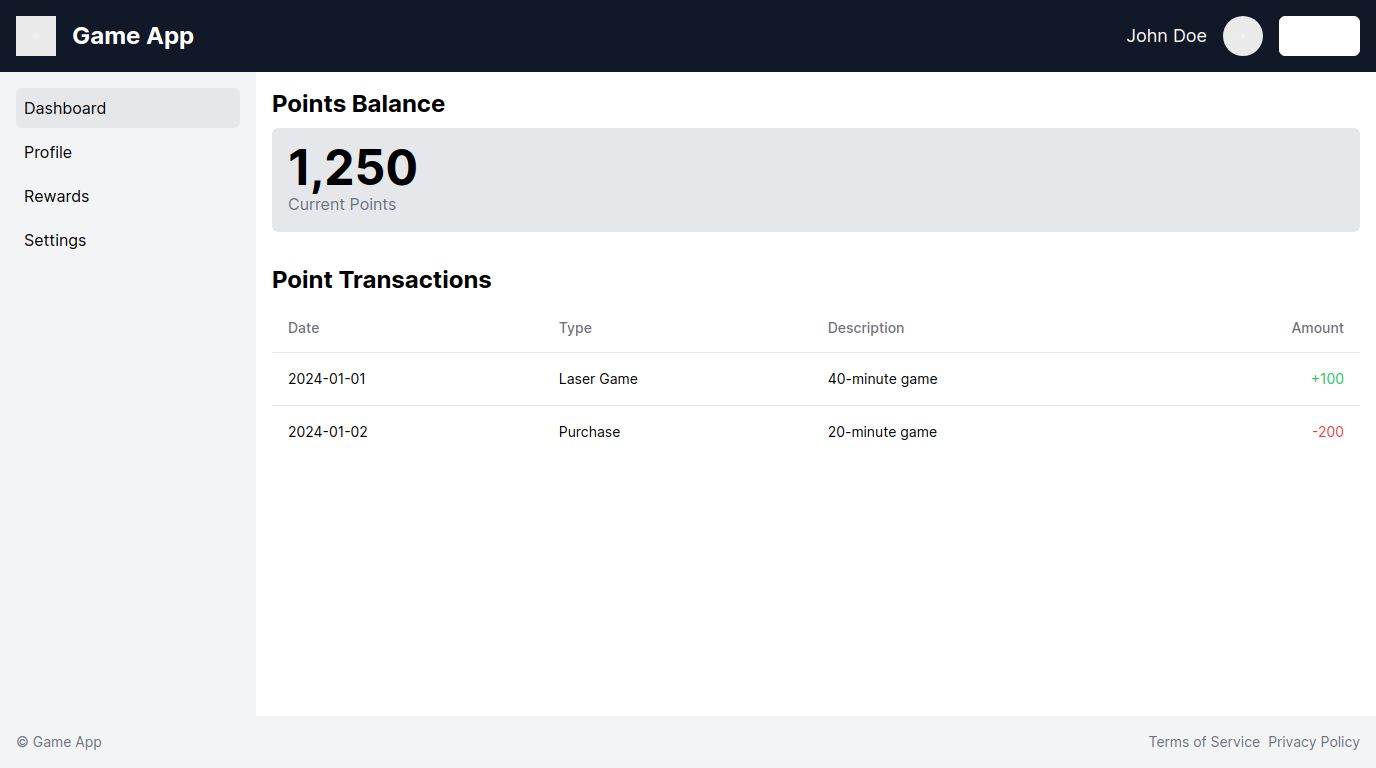 Game App
John Doe
Dashboard
Profile
Rewards
Settings
Points Balance
1,250
Current Points
Point Transactions
Date Type Description Amount
2024-01-01 Laser Game 40-minute game +100
2024-01-02 Purchase 20-minute game -200
© Game App
Terms of Service Privacy Policy